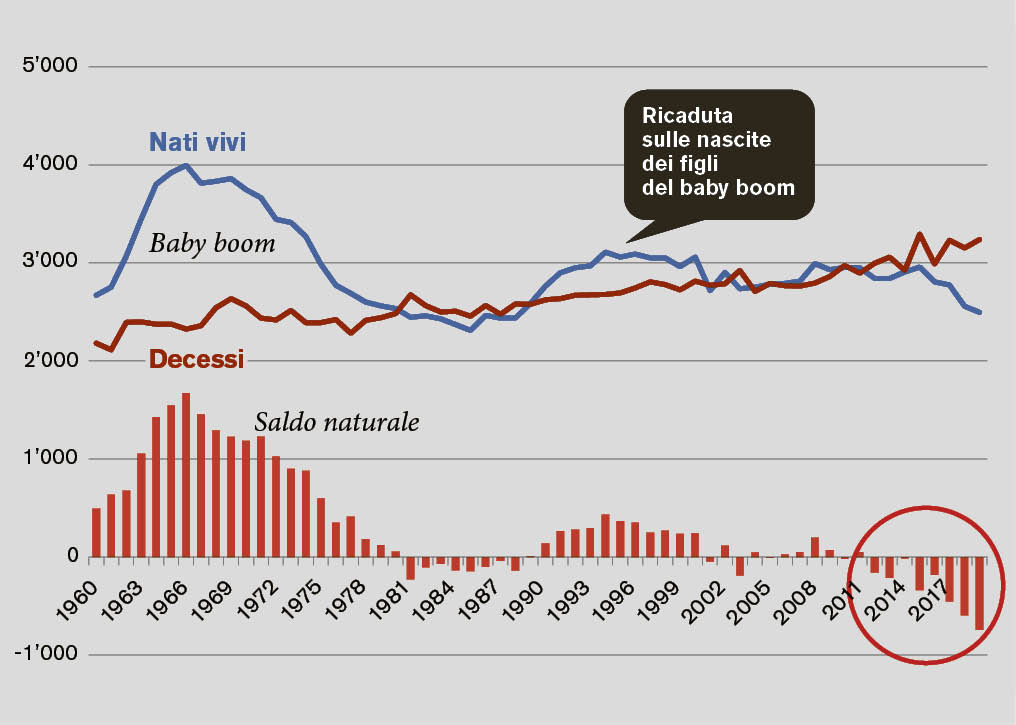 5’000
Nati vivi
Ricaduta
sulle nascite
dei figli
del baby boom
4’000
Baby boom
3’000
2’000
Decessi
Saldo naturale
1’000
0
1960 1963 1966 1969 1972 1975 1978 1981 1984 1987 1990 1993 1996 1999 2002 2005 2008 2011 2014 2017
-1’000